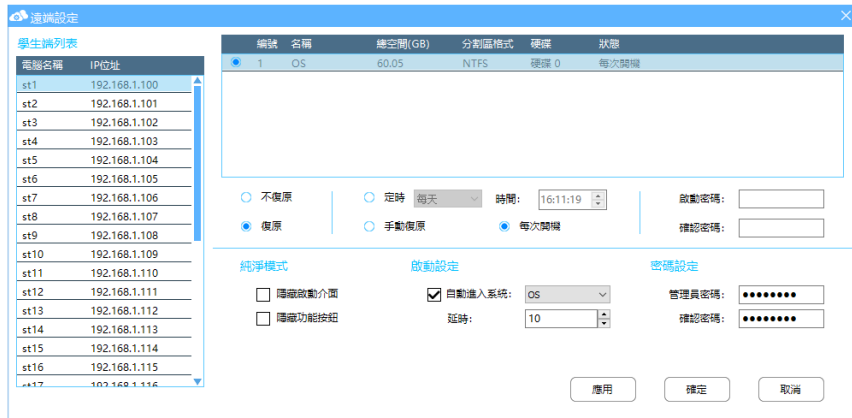 遠端設定
學生端列表
電腦名稱 IP位址
st1 192.168.1.100
st2 192.168.1.101
st3 192.168.1.102
st4 192.168.1.103
st5 192.168.1.104
st6 192.168.1.105
st7 192.168.1.106
st8 192.168.1.107
st9 192.168.1.108
st10 192.168.1.109
st11 192.168.1.110
st12 192.168.1.111
st13 192.168.1.112
st14 192.168.1.113
st15 192.168.1.114
st16 192.168.1.115
st17 192.168.1.116
編號 名稱 總空間(GB) 分割區格式 硬碟 狀態
1 OS 60.05 NTFS 硬碟 0 每次開機
不復原 定時 每天 時間: 16:11:19 啟動密碼:
復原 手動復原 每次開機 確認密碼:
純淨模式 啟動設定 密碼設定
隱藏啟動介面 自動進入系統: OS 管理員密碼: ●●●●●●●●
隱藏功能按鈕 延時: 10 確認密碼: ●●●●●●●●
應用 確定 取消